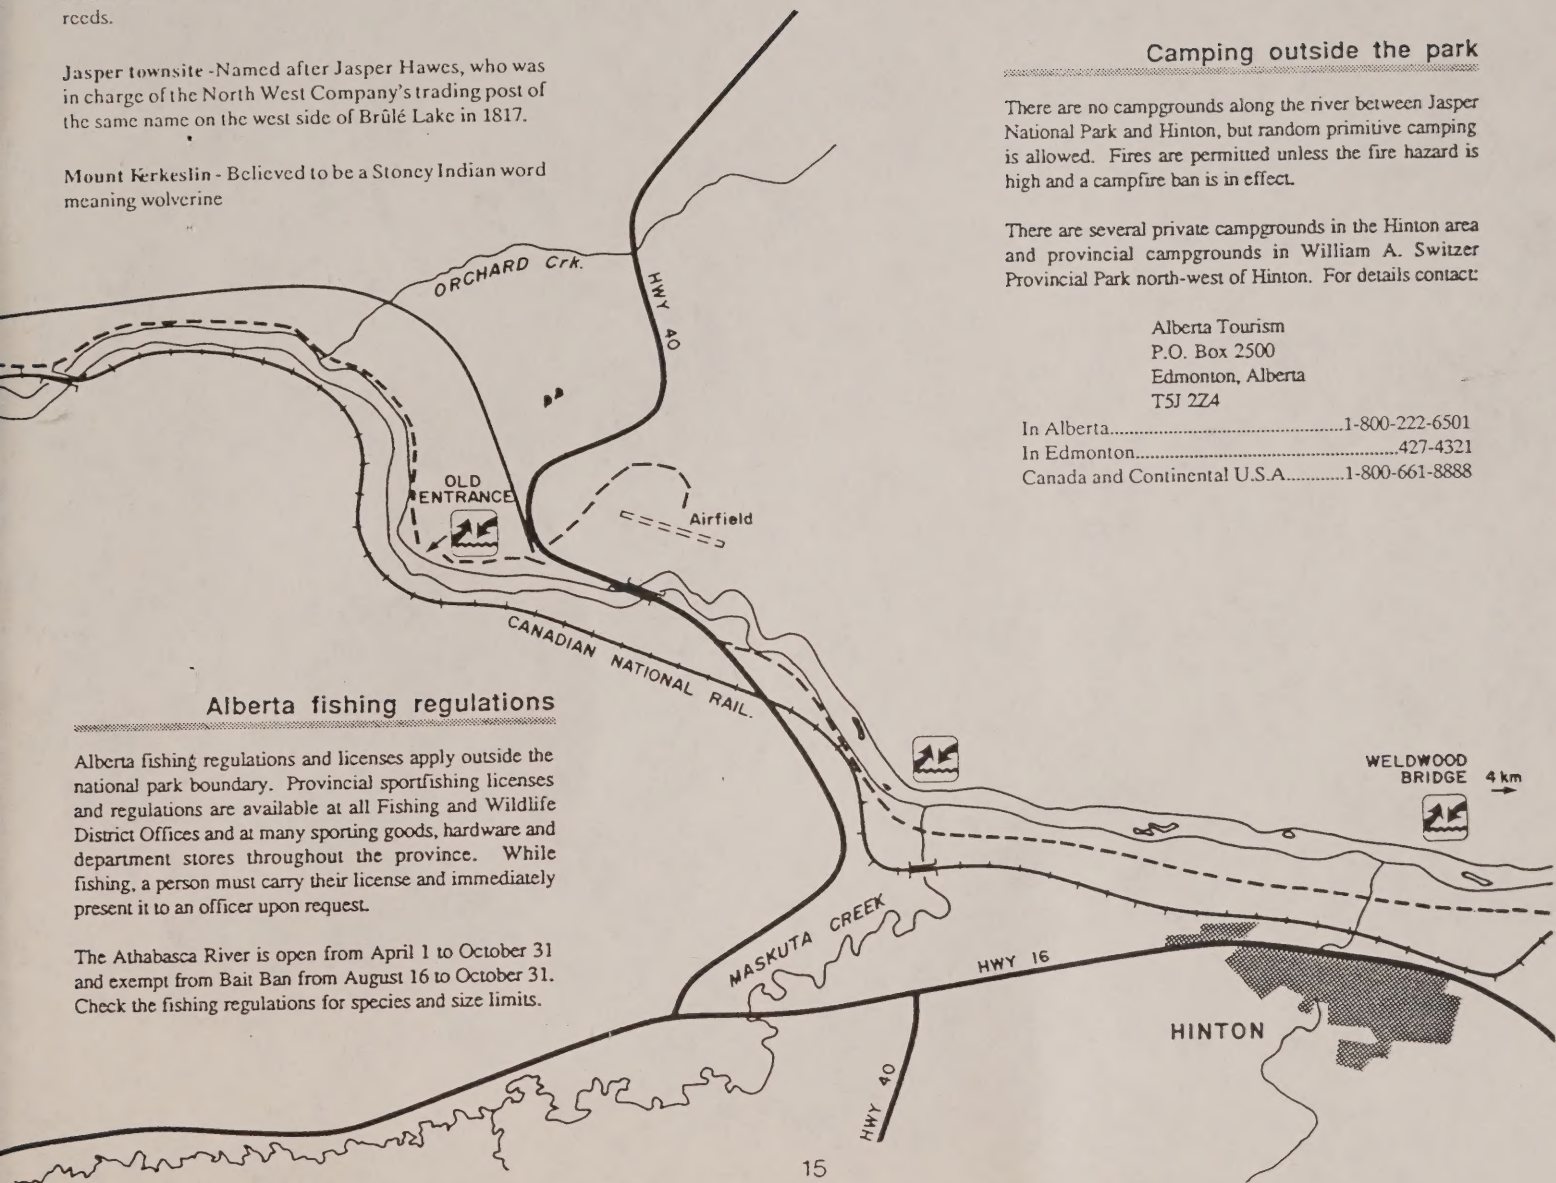 reeds.
Jasper townsite -Named after Jasper Hawes, who was
in charge of the North West Company's trading post of
the same name on the west side of Brûlé Lake in 1817.
Mount Kerkeslin - Believed to be a Stoney Indian word
meaning wolverine
Camping outside the park
There are no campgrounds along the river between Jasper
National Park and Hinton, but random primitive camping
is allowed. Fires are permitted unless the fire hazard is
high and a campfire ban is in effect.
There are several private campgrounds in the Hinton area
and provincial campgrounds in William A. Switzer
Provincial Park north-west of Hinton. For details contact:
Alberta Tourism
P.O. Box 2500
Edmonton, Alberta
T5J 2Z4
In Alberta................................................1-800-222-6501
In Edmonton......................................................427-4321
Canada and Continental U.S.A............1-800-661-8888
ORCHARD Crk.
HWY 40
OLD
ENTRANCE
Airfield
CANADIAN NATIONAL RAIL.
Alberta fishing regulations
Alberta fishing regulations and licenses apply outside the
national park boundary. Provincial sportfishing licenses
and regulations are available at all Fishing and Wildlife
District Offices and at many sporting goods, hardware and
department stores throughout the province. While
fishing, a person must carry their license and immediately
present it to an officer upon request.
The Athabasca River is open from April 1 to October 31
and exempt from Bait Ban from August 16 to October 31.
Check the fishing regulations for species and size limits.
WELDWOOD
BRIDGE 4 km
MASKUTA CREEK
HWY 16
HINTON
HWY 40
15